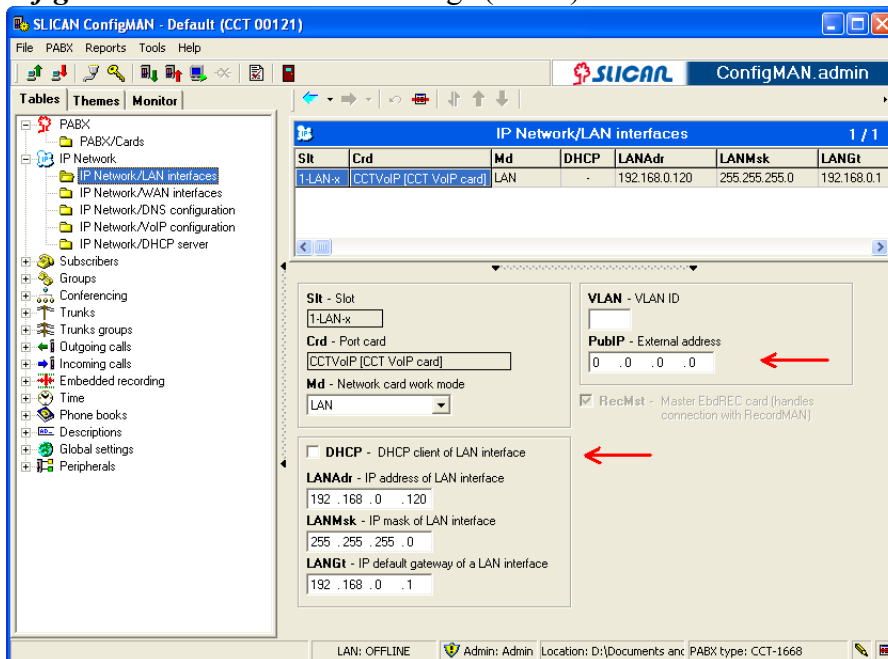 SLICAN ConfigMAN - Default (CCT 00121)
File PABX Reports Tools Help
SLICAN ConfigMAN.admin
Tables Themes Monitor
PABX
PABX/Cards
IP Network
IP Network/LAN interfaces
IP Network/WAN interfaces
IP Network/DNS configuration
IP Network/VoIP configuration
IP Network/DHCP server
Subscribers
Groups
Conferencing
Trunks
Trunks groups
Outgoing calls
Incoming calls
Embedded recording
Time
Phone books
Descriptions
Global settings
Peripherals
IP Network/LAN interfaces 1 / 1
Slt Crd Md DHCP LANAdr LANMsk LANGt
1-LAN-x CCTVoIP [CCT VoIP card] LAN - 192.168.0.120 255.255.255.0 192.168.0.1
Slt - Slot
1-LAN-x
Crd - Port card
CCTVoIP [CCT VoIP card]
Md - Network card work mode
LAN
VLAN - VLAN ID
PubIP - External address
0 .0 .0 .0
RecMst - Master EbdREC card (handles
connection with RecordMAN)
DHCP - DHCP client of LAN interface
LANAdr - IP address of LAN interface
192 .168 .0 .120
LANMsk - IP mask of LAN interface
255 .255 .255 .0
LANGt - IP default gateway of a LAN interface
192 .168 .0 .1
LAN: OFFLINE Admin: Admin Location: D:\Documents anc PABX type: CCT-1668